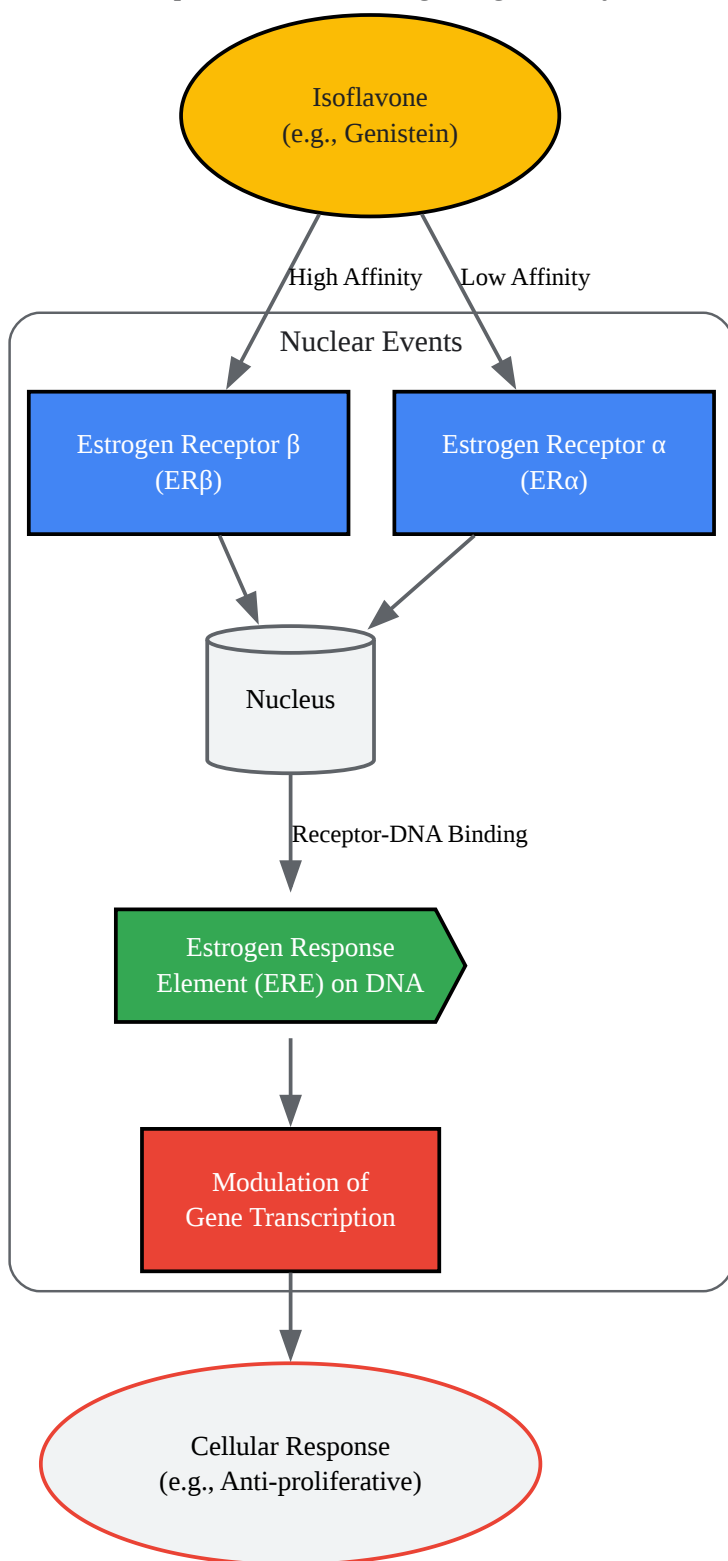 Isoflavone
(e.g., Genistein)
High Affinity
Low Affinity
Nuclear Events
Estrogen Receptor β
(ERβ)
Estrogen Receptor α
(ERα)
Nucleus
Receptor-DNA Binding
Estrogen Response
Element (ERE) on DNA
Modulation of
Gene Transcription
Cellular Response
(e.g., Anti-proliferative)